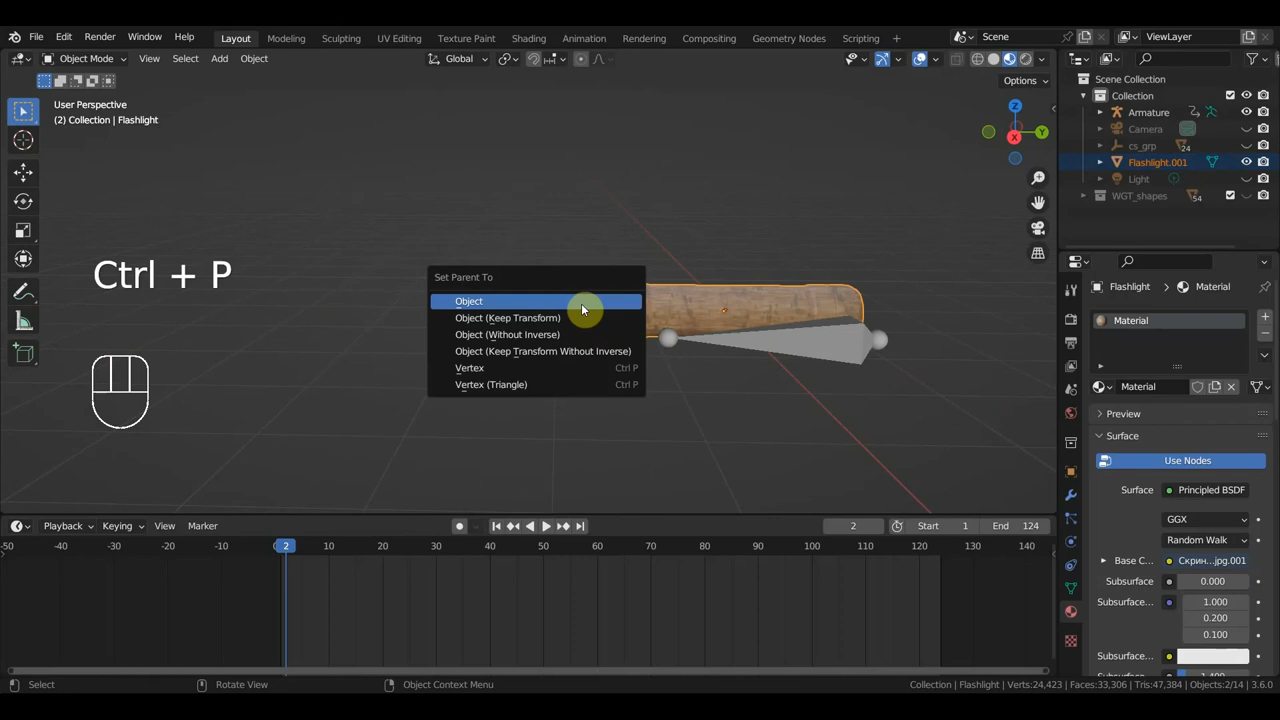 File Edit Render Window Help Layout Modeling Sculpting UV Editing Texture Paint Shading Animation Rendering Compositing Geometry Nodes Scripting + Scene ViewLayer
Object Mode View Select Add Object Global
Options
User Perspective
(2) Collection | Flashlight
Scene Collection
Collection
Armature
Camera
cs_grp 24
Flashlight.001
Light
WGT_shapes 54
X
Y
Z
Ctrl + P
Set Parent To
Object
Object (Keep Transform)
Object (Without Inverse)
Object (Keep Transform Without Inverse)
Vertex Ctrl P
Vertex (Triangle) Ctrl P
Flashlight > Material
Material
Material
Preview
Surface
Use Nodes
Surface Principled BSDF
GGX
Random Walk
Base C... Скрин...jpg.001
Subsurface 0.000
Subsurface... 1.000
0.200
0.100
Subsurface...
Subsurface... 1.400
Playback Keying View Marker 2 Start 1 End 124
-50 -40 -30 -20 -10 2 10 20 30 40 50 60 70 80 90 100 110 120 130 140
Select Rotate View Object Context Menu Collection | Flashlight | Verts:24,423 | Faces:33,306 | Tris:47,384 | Objects:2/14 | 3.6.0